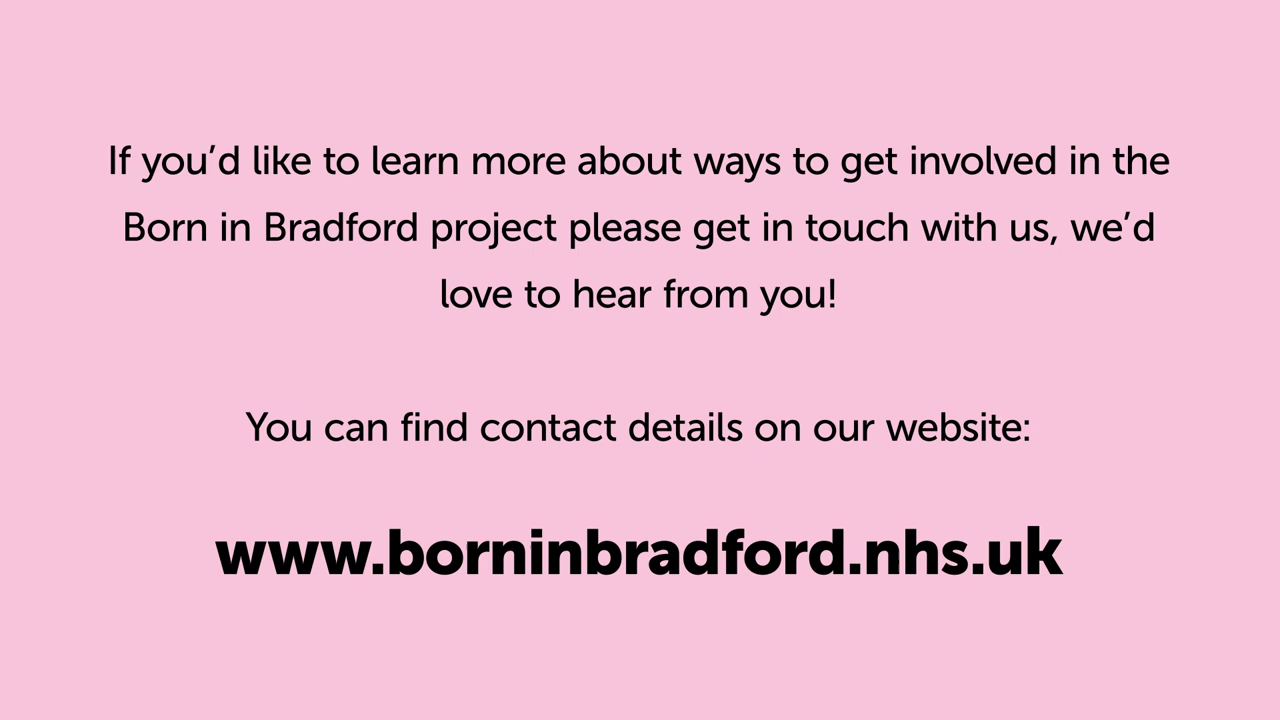 If you’d like to learn more about ways to get involved in the
Born in Bradford project please get in touch with us, we’d
love to hear from you!
You can find contact details on our website:
www.borninbradford.nhs.uk